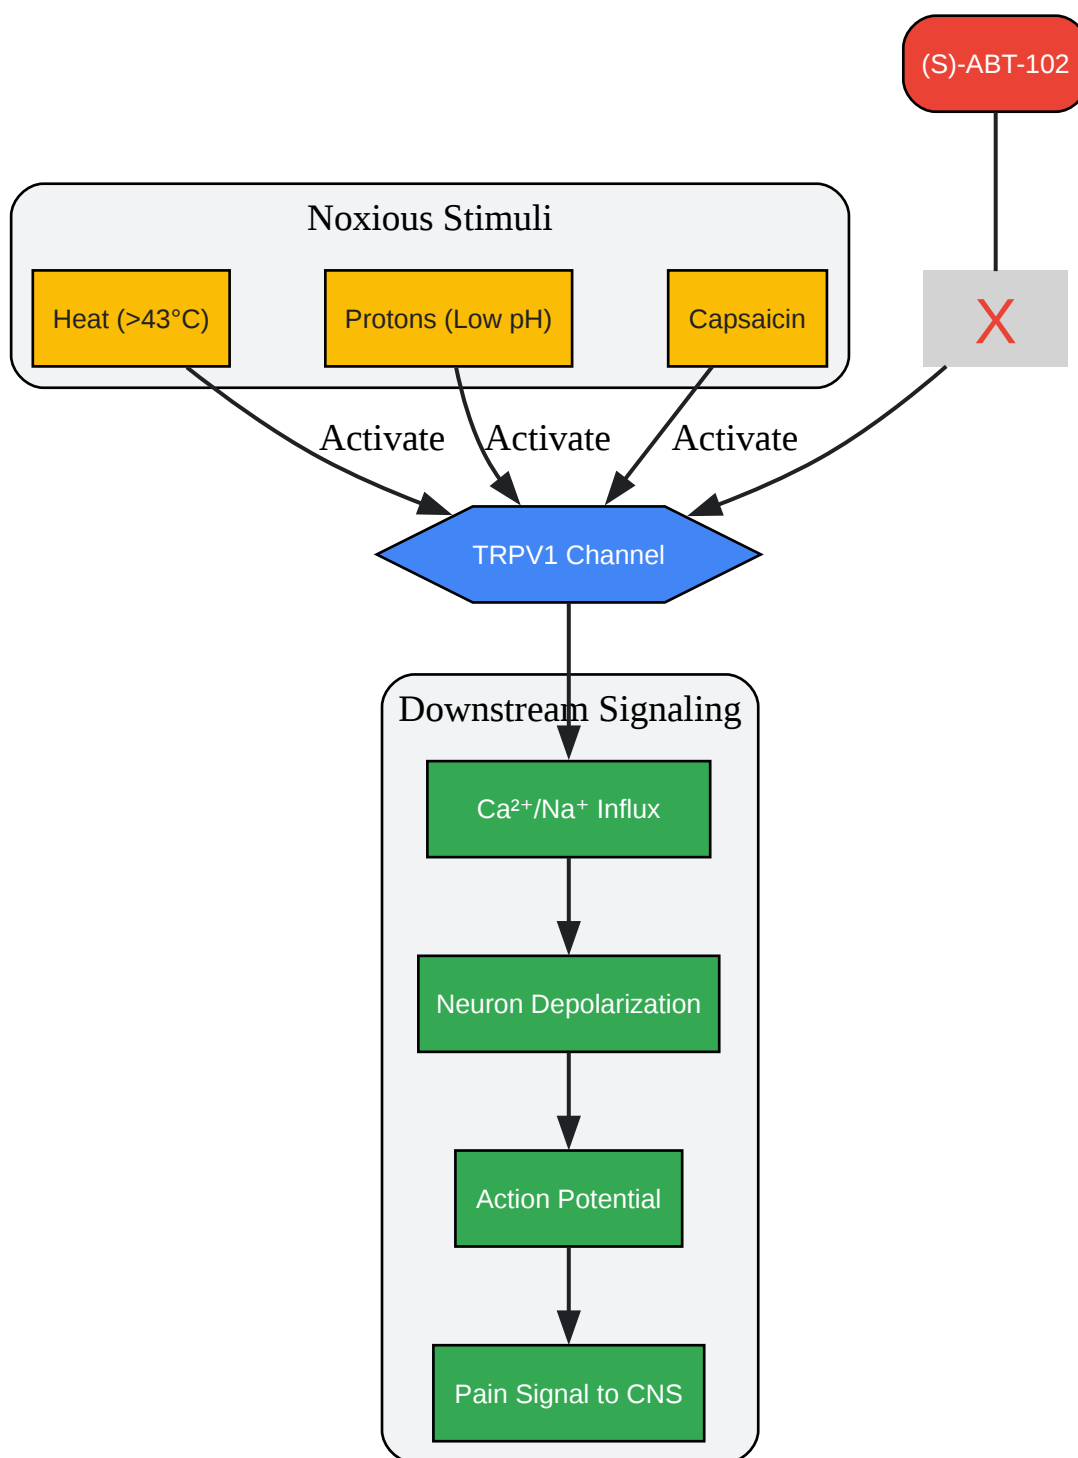 (S)-ABT-102
Noxious Stimuli
Heat (>43°C)
Protons (Low pH)
Capsaicin
X
Activate
Activate
Activate
TRPV1 Channel
Downstream Signaling
Ca²⁺/Na⁺ Influx
Neuron Depolarization
Action Potential
Pain Signal to CNS